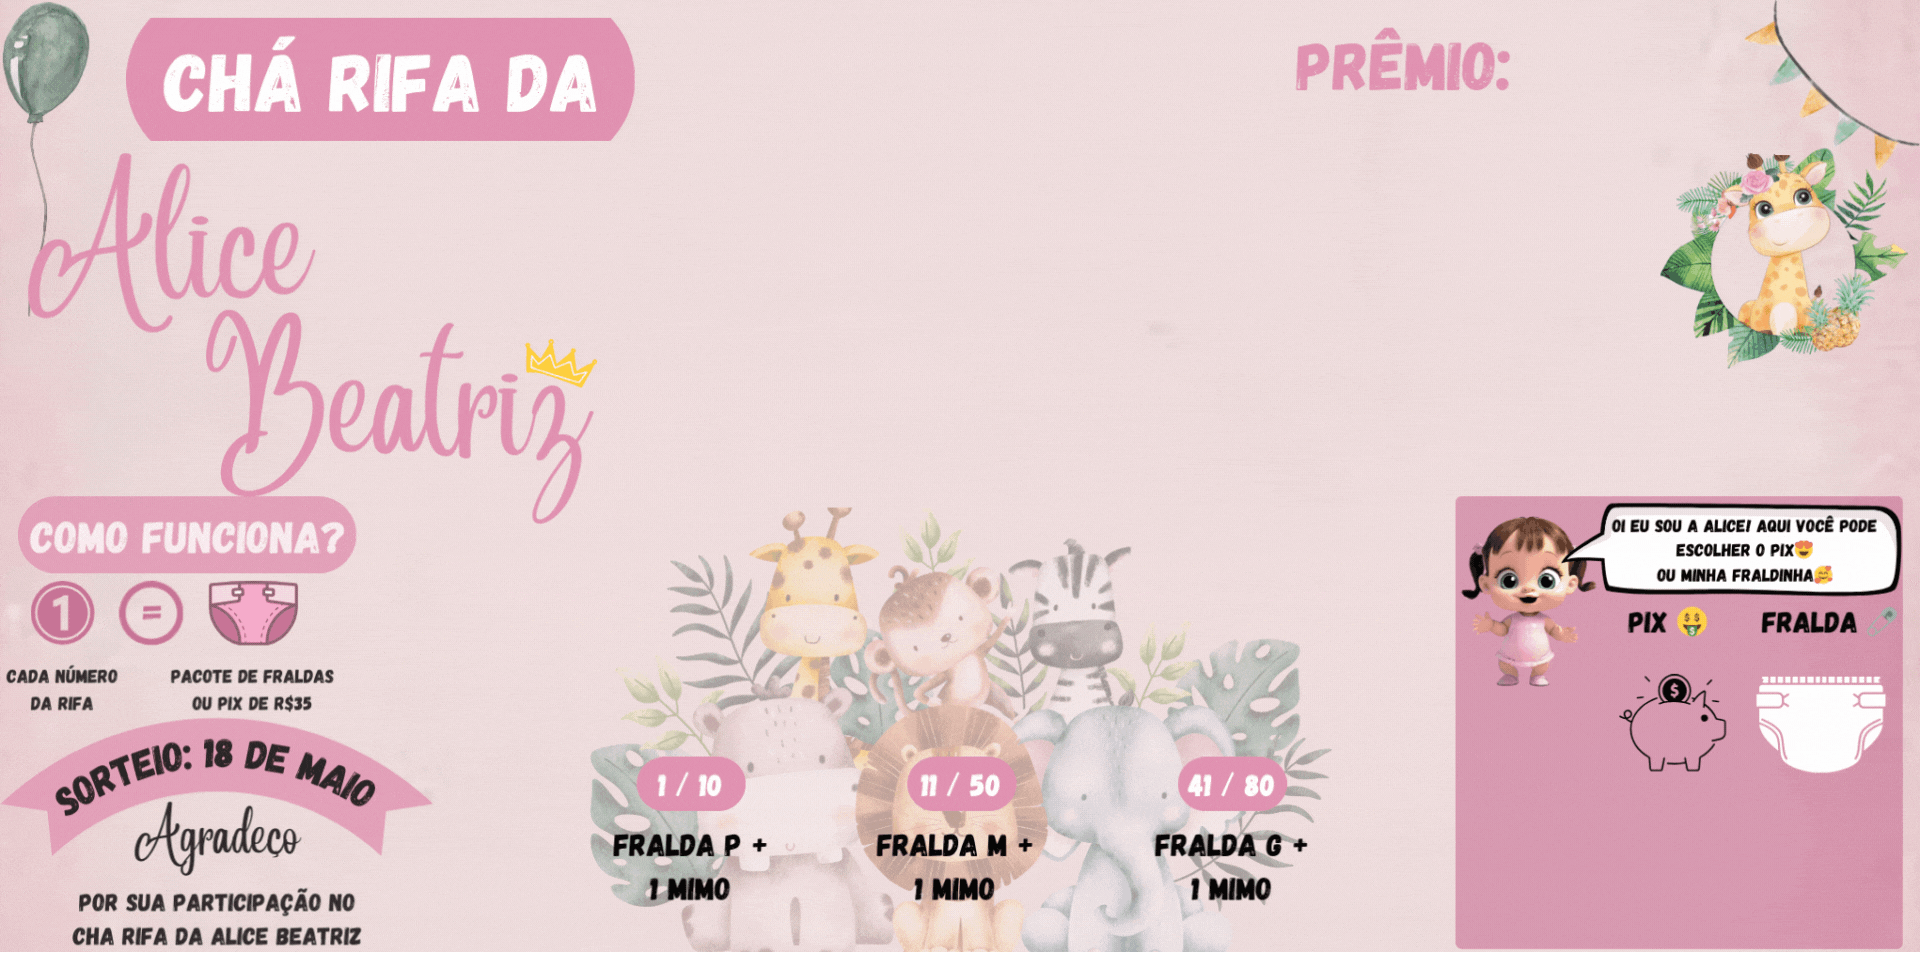 CHÁ RIFA DA
Alice
Beatriz
PRÊMIO:
COMO FUNCIONA?
1 =
CADA NÚMERO
DA RIFA
PACOTE DE FRALDAS
OU PIX DE R$35
SORTEIO: 18 DE MAIO
Agradeço
POR SUA PARTICIPAÇÃO NO
CHA RIFA DA ALICE BEATRIZ
1 / 10
FRALDA P +
1 MIMO
11 / 50
FRALDA M +
1 MIMO
41 / 80
FRALDA G +
1 MIMO
OI EU SOU A ALICE! AQUI VOCÊ PODE
ESCOLHER O PIX😍
OU MINHA FRALDINHA🥰
PIX 🤑
FRALDA 🧷
$